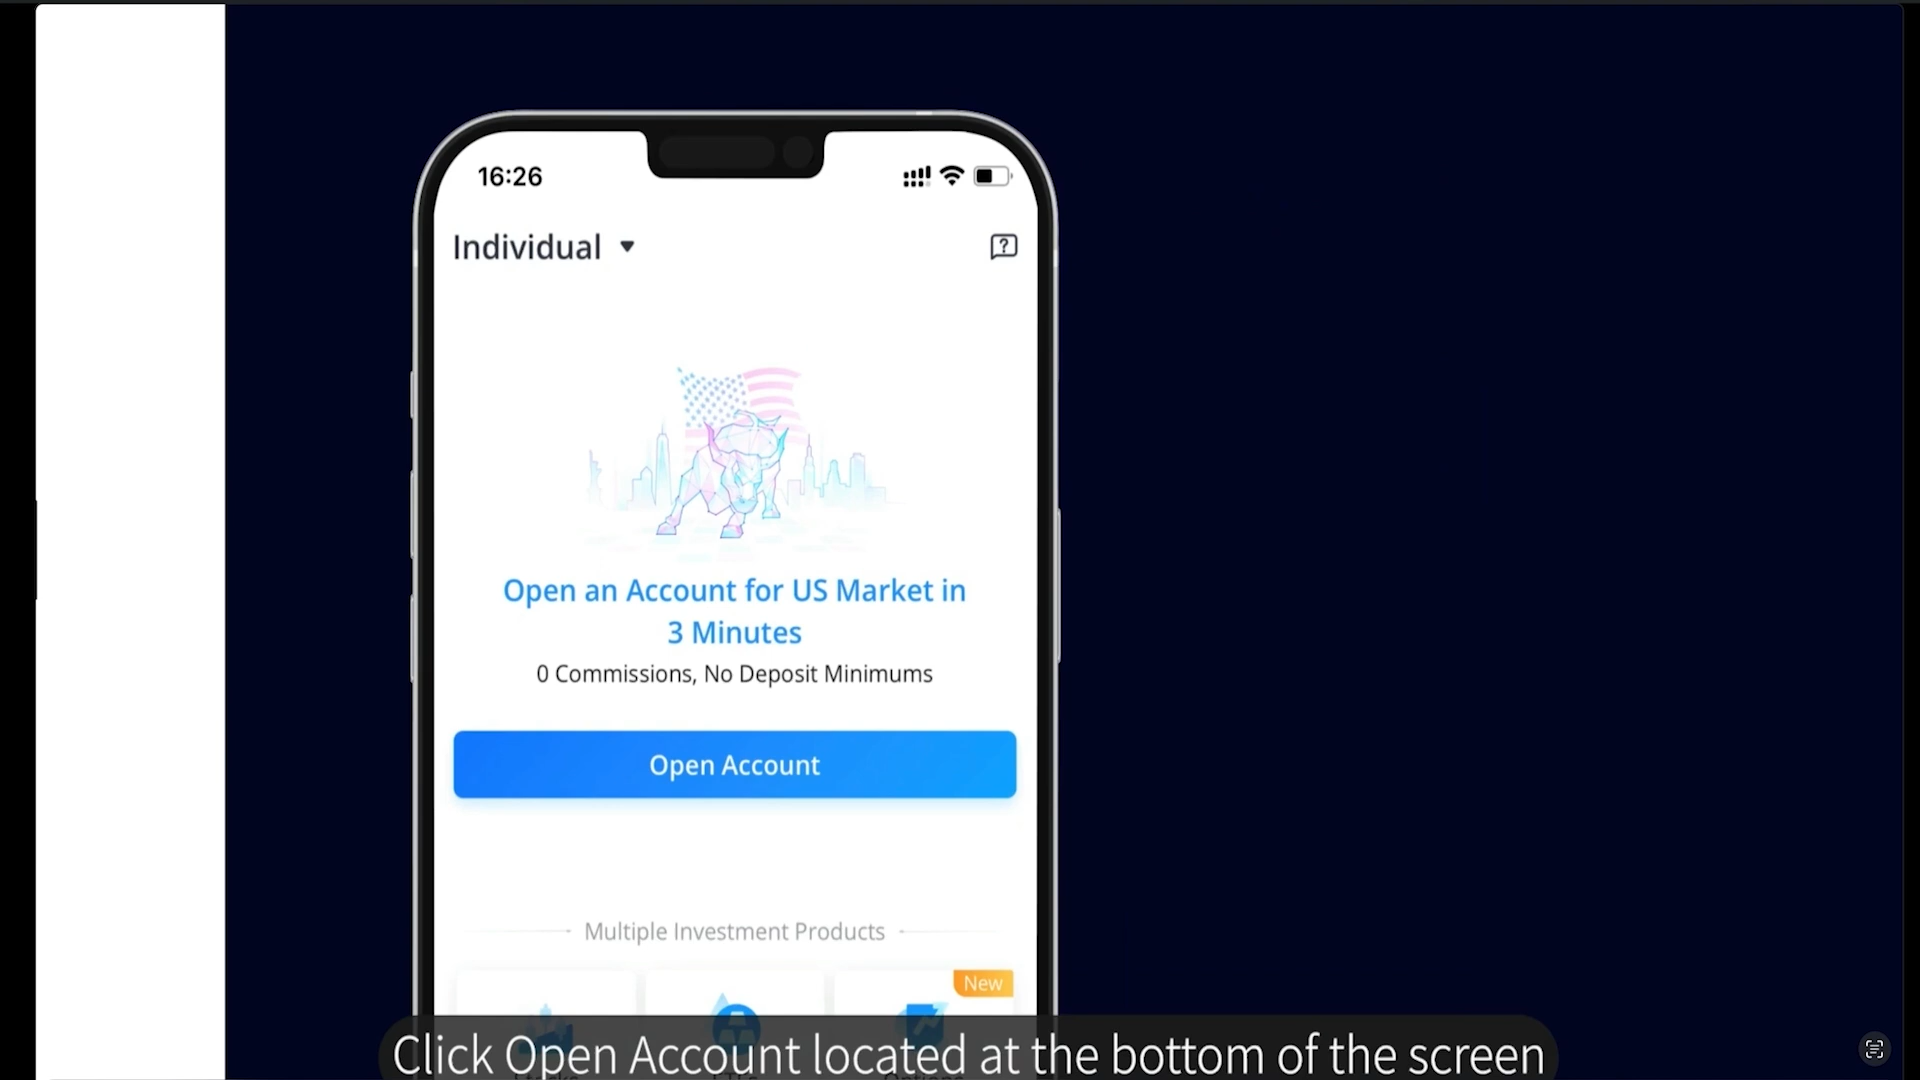 16:26
Individual
Open an Account for US Market in
3 Minutes
0 Commissions, No Deposit Minimums
Open Account
Multiple Investment Products
New
Click Open Account located at the bottom of the screen